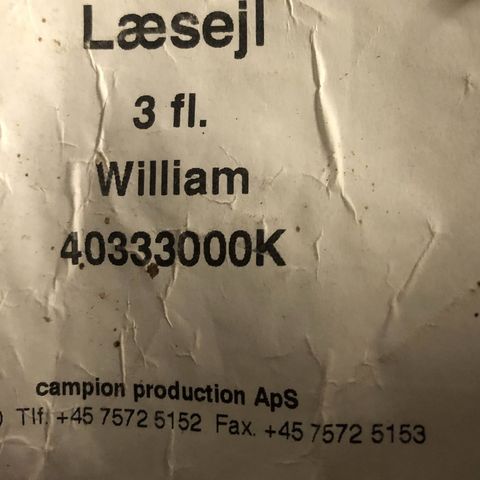 Læsejl
3 fl.
William
40333000K
campion production ApS
) Tlf. +45 7572 5152 Fax. +45 7572 5153